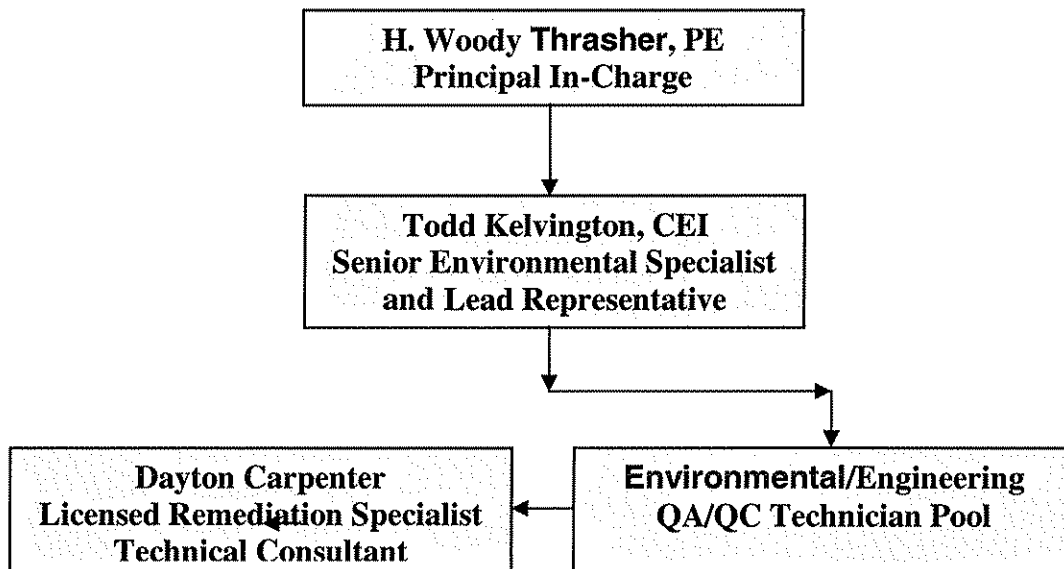 H. Woody Thrasher, PE
Principal In-Charge
Todd Kelvington, CEI
Senior Environmental Specialist
and Lead Representative
Dayton Carpenter
Licensed Remediation Specialist
Technical Consultant
Environmental/Engineering
QA/QC Technician Pool